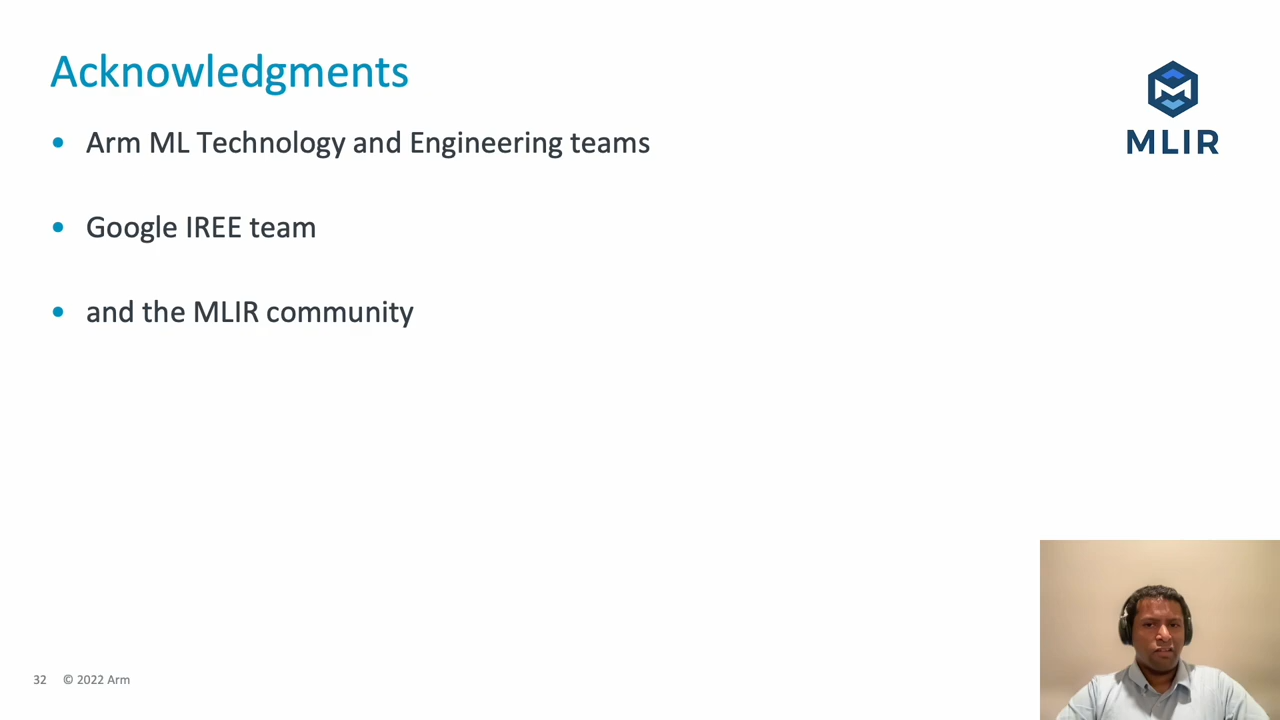 Acknowledgments
• Arm ML Technology and Engineering teams
• Google IREE team
• and the MLIR community
MLIR
32 © 2022 Arm